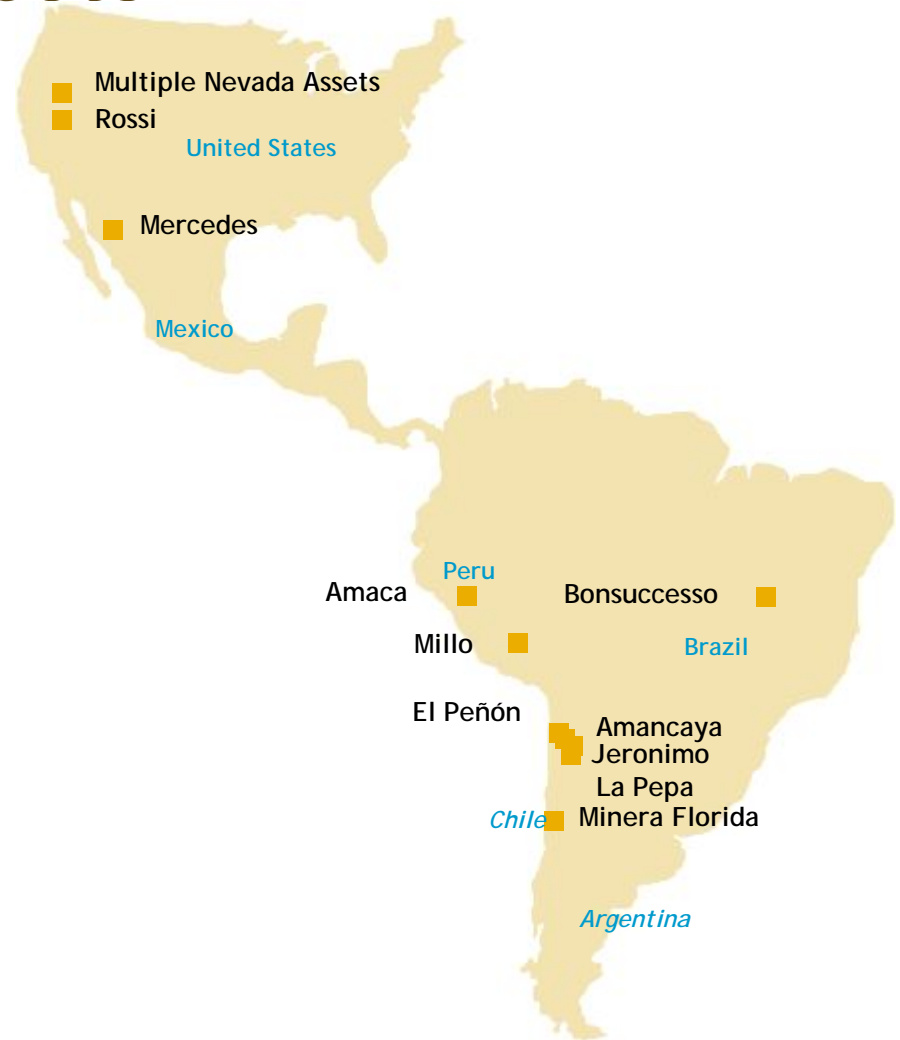 Multiple Nevada Assets
Rossi
United States
Mercedes
Mexico
Peru
Amaca
Bonsuccesso
Millo
Brazil
El Peñón
Amancaya
Jeronimo
La Pepa
Chile
Minera Florida
Argentina